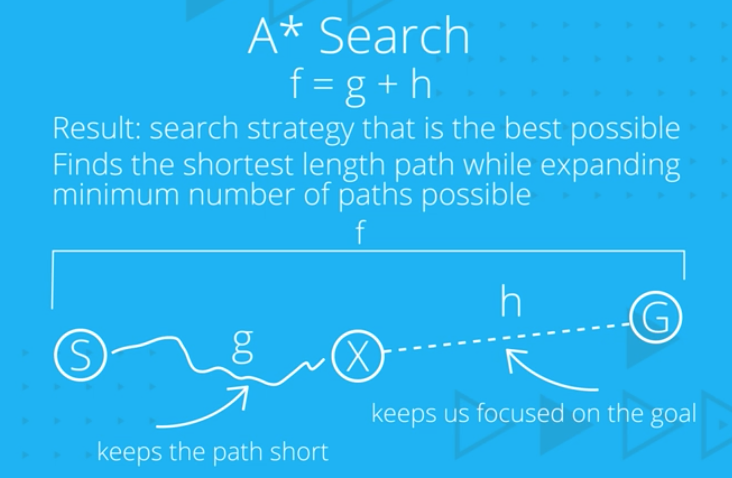 A* Search
f = g + h
Result: search strategy that is the best possible
Finds the shortest length path while expanding
minimum number of paths possible
f
h
G
S
g
X
keeps us focused on the goal
keeps the path short